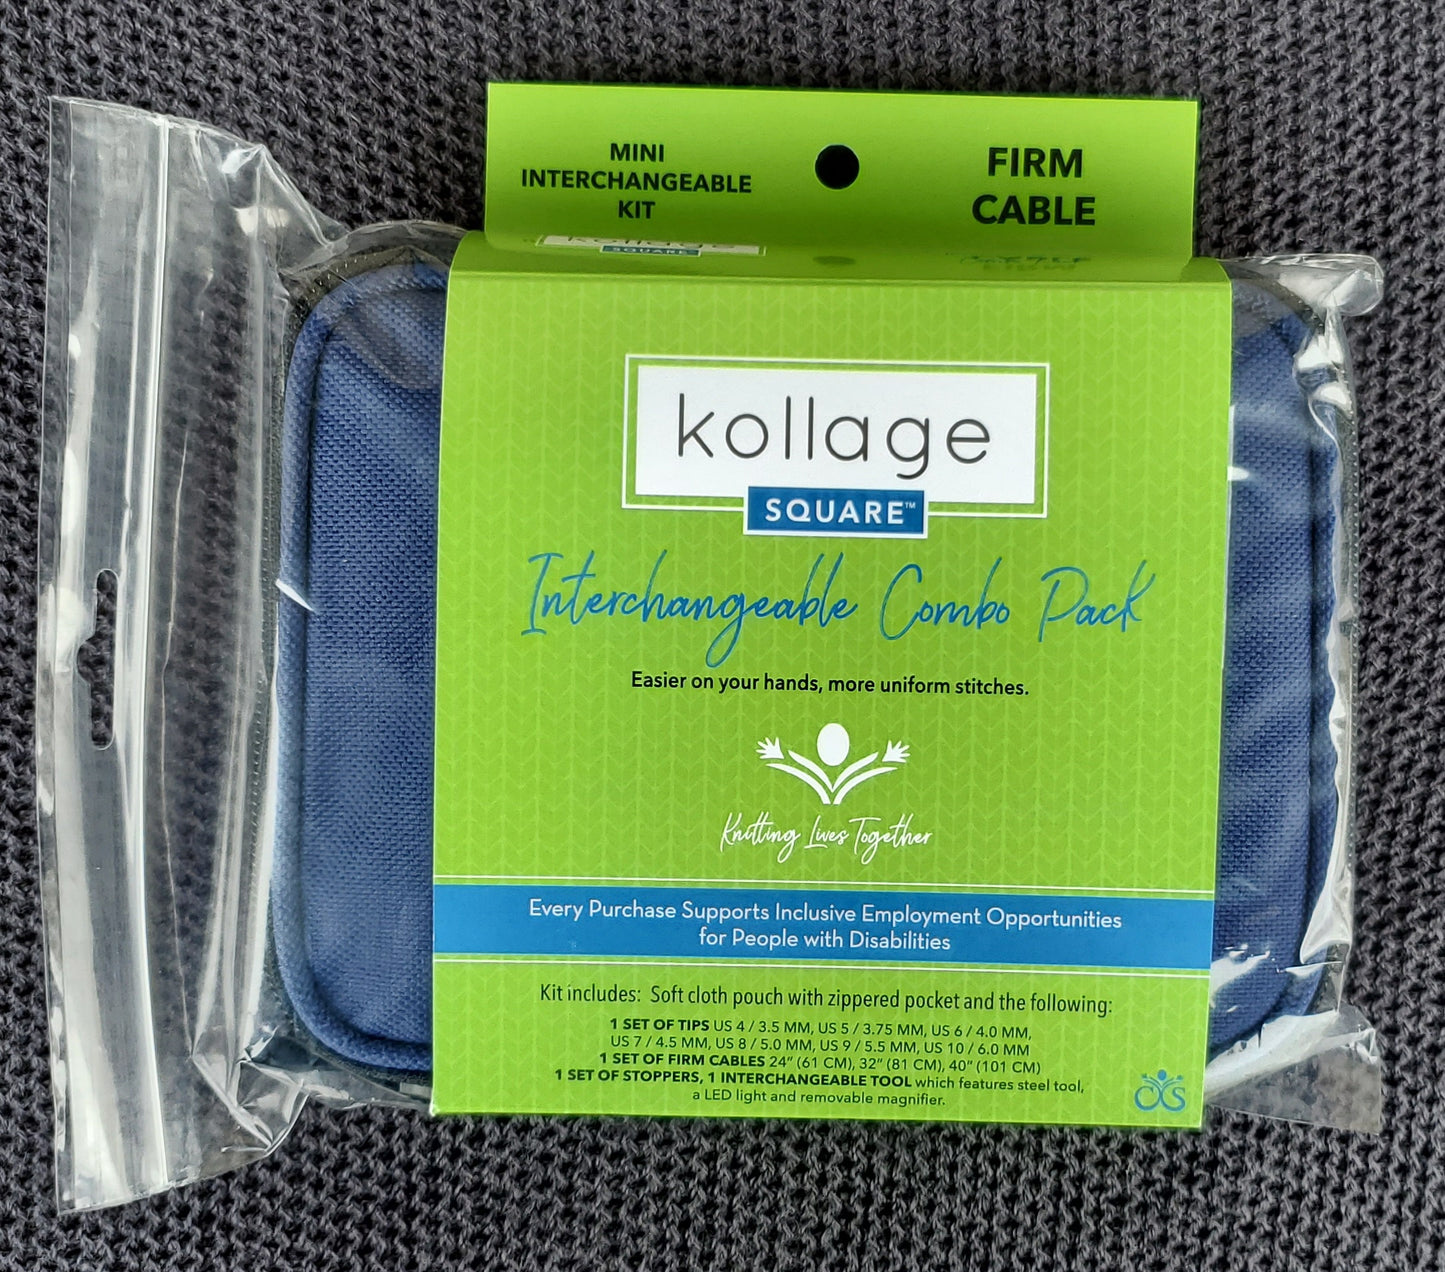 MINI
INTERCHANGEABLE
KIT
FIRM
CABLE
kollage
SQUARE
kollage
SQUARE™
Interchangeable Combo Pack
Easier on your hands, more uniform stitches.
Knitting Lives Together
Every Purchase Supports Inclusive Employment Opportunities
for People with Disabilities
Kit includes: Soft cloth pouch with zippered pocket and the following:
1 SET OF TIPS US 4 / 3.5 MM, US 5 / 3.75 MM, US 6 / 4.0 MM,
US 7 / 4.5 MM, US 8 / 5.0 MM, US 9 / 5.5 MM, US 10 / 6.0 MM
1 SET OF FIRM CABLES 24" (61 CM), 32" (81 CM), 40" (101 CM)
1 SET OF STOPPERS, 1 INTERCHANGEABLE TOOL which features steel tool,
a LED light and removable magnifier.